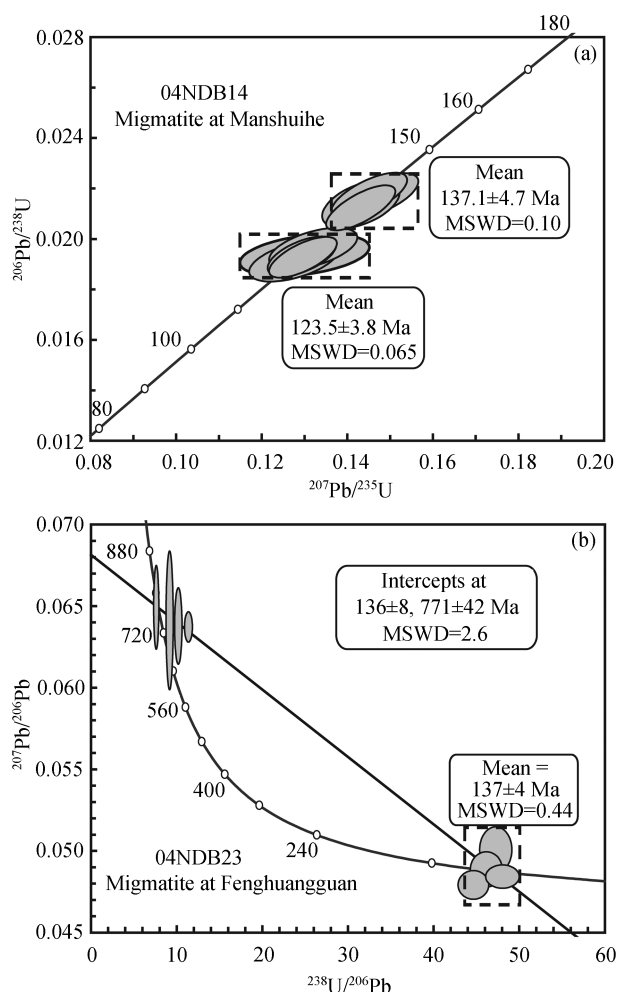 0.028
0.024
0.020
0.016
0.012
0.08
0.10
0.12
0.14
0.16
0.18
0.20
²⁰⁶Pb/²³⁸U
²⁰⁷Pb/²³⁵U
(a)
04NDB14
Migmatite at Manshuihe
80
100
150
160
180
Mean
137.1±4.7 Ma
MSWD=0.10
Mean
123.5±3.8 Ma
MSWD=0.065
0.070
0.065
0.060
0.055
0.050
0.045
0
10
20
30
40
50
60
²⁰⁷Pb/²⁰⁶Pb
²³⁸U/²⁰⁶Pb
(b)
880
720
560
400
240
Intercepts at
136±8, 771±42 Ma
MSWD=2.6
Mean =
137±4 Ma
MSWD=0.44
04NDB23
Migmatite at Fenghuangguan